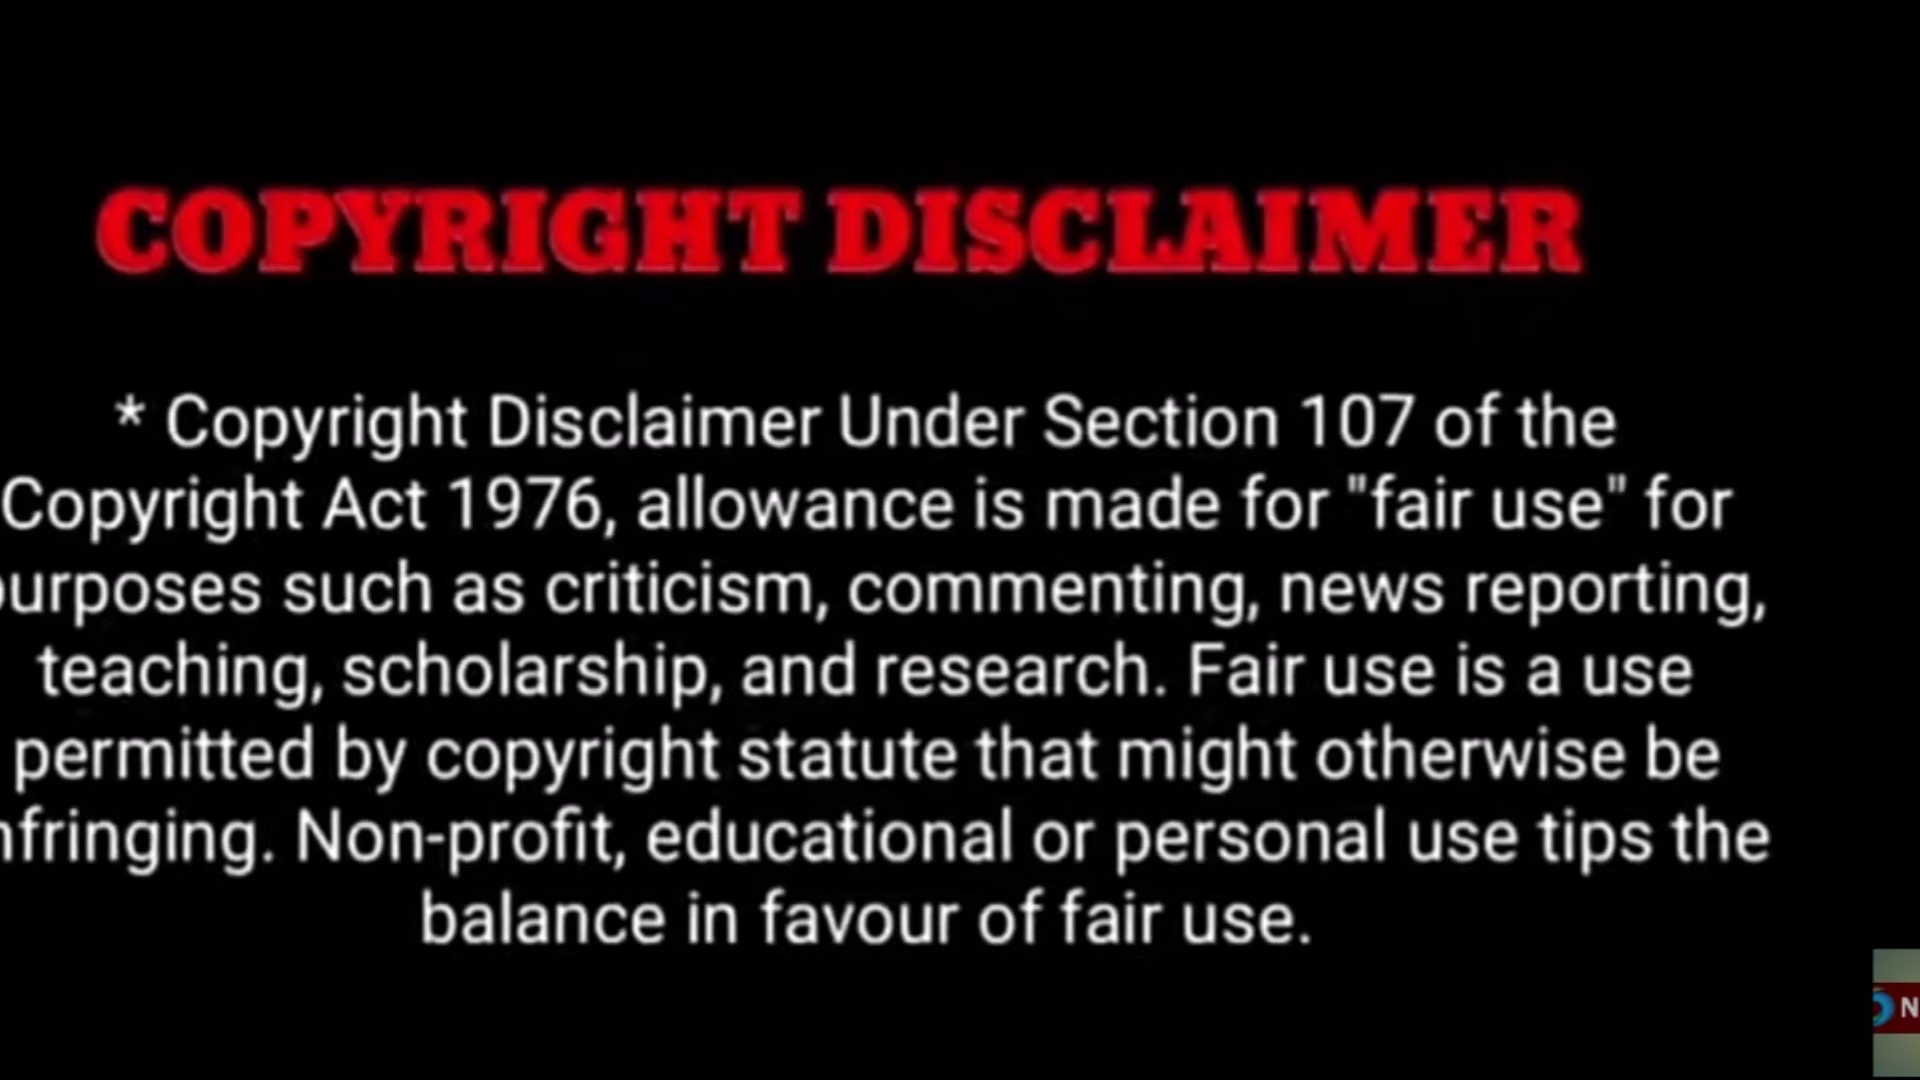 COPYRIGHT DISCLAIMER
* Copyright Disclaimer Under Section 107 of the
Copyright Act 1976, allowance is made for "fair use" for
purposes such as criticism, commenting, news reporting,
teaching, scholarship, and research. Fair use is a use
permitted by copyright statute that might otherwise be
nfringing. Non-profit, educational or personal use tips the
balance in favour of fair use.
N